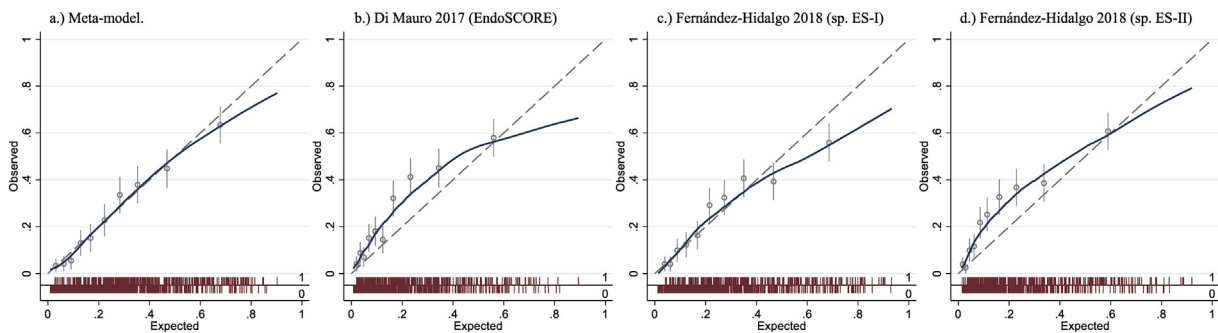 a.) Meta-model.
Observed
1
.8
.6
.4
.2
0
1
0
0 .2 .4 .6 .8 1
Expected
b.) Di Mauro 2017 (EndoSCORE)
Observed
1
.8
.6
.4
.2
0
1
0
0 .2 .4 .6 .8 1
Expected
c.) Fernández-Hidalgo 2018 (sp. ES-I)
Observed
1
.8
.6
.4
.2
0
1
0
0 .2 .4 .6 .8 1
Expected
d.) Fernández-Hidalgo 2018 (sp. ES-II)
Observed
1
.8
.6
.4
.2
0
1
0
0 .2 .4 .6 .8 1
Expected